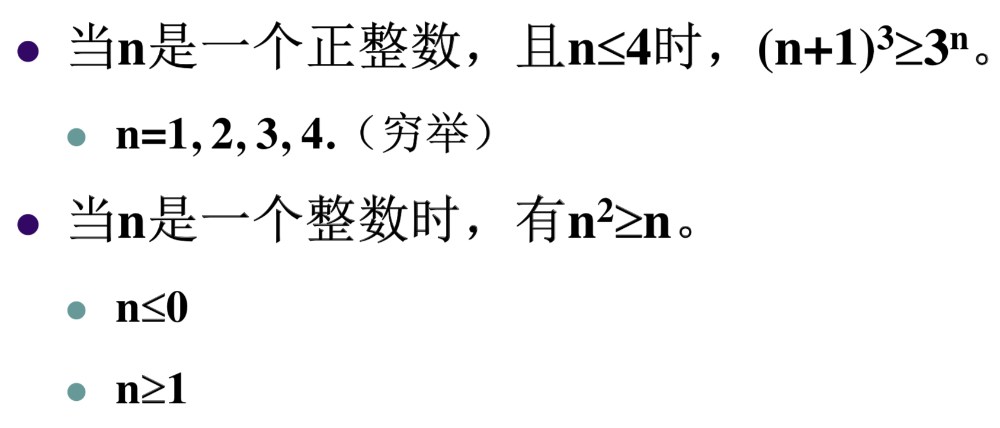 ● 当n是一个正整数，且n≤4时，(n+1)³≥3ⁿ。
● n=1, 2, 3, 4.（穷举）
● 当n是一个整数时，有n²≥n。
● n≤0
● n≥1